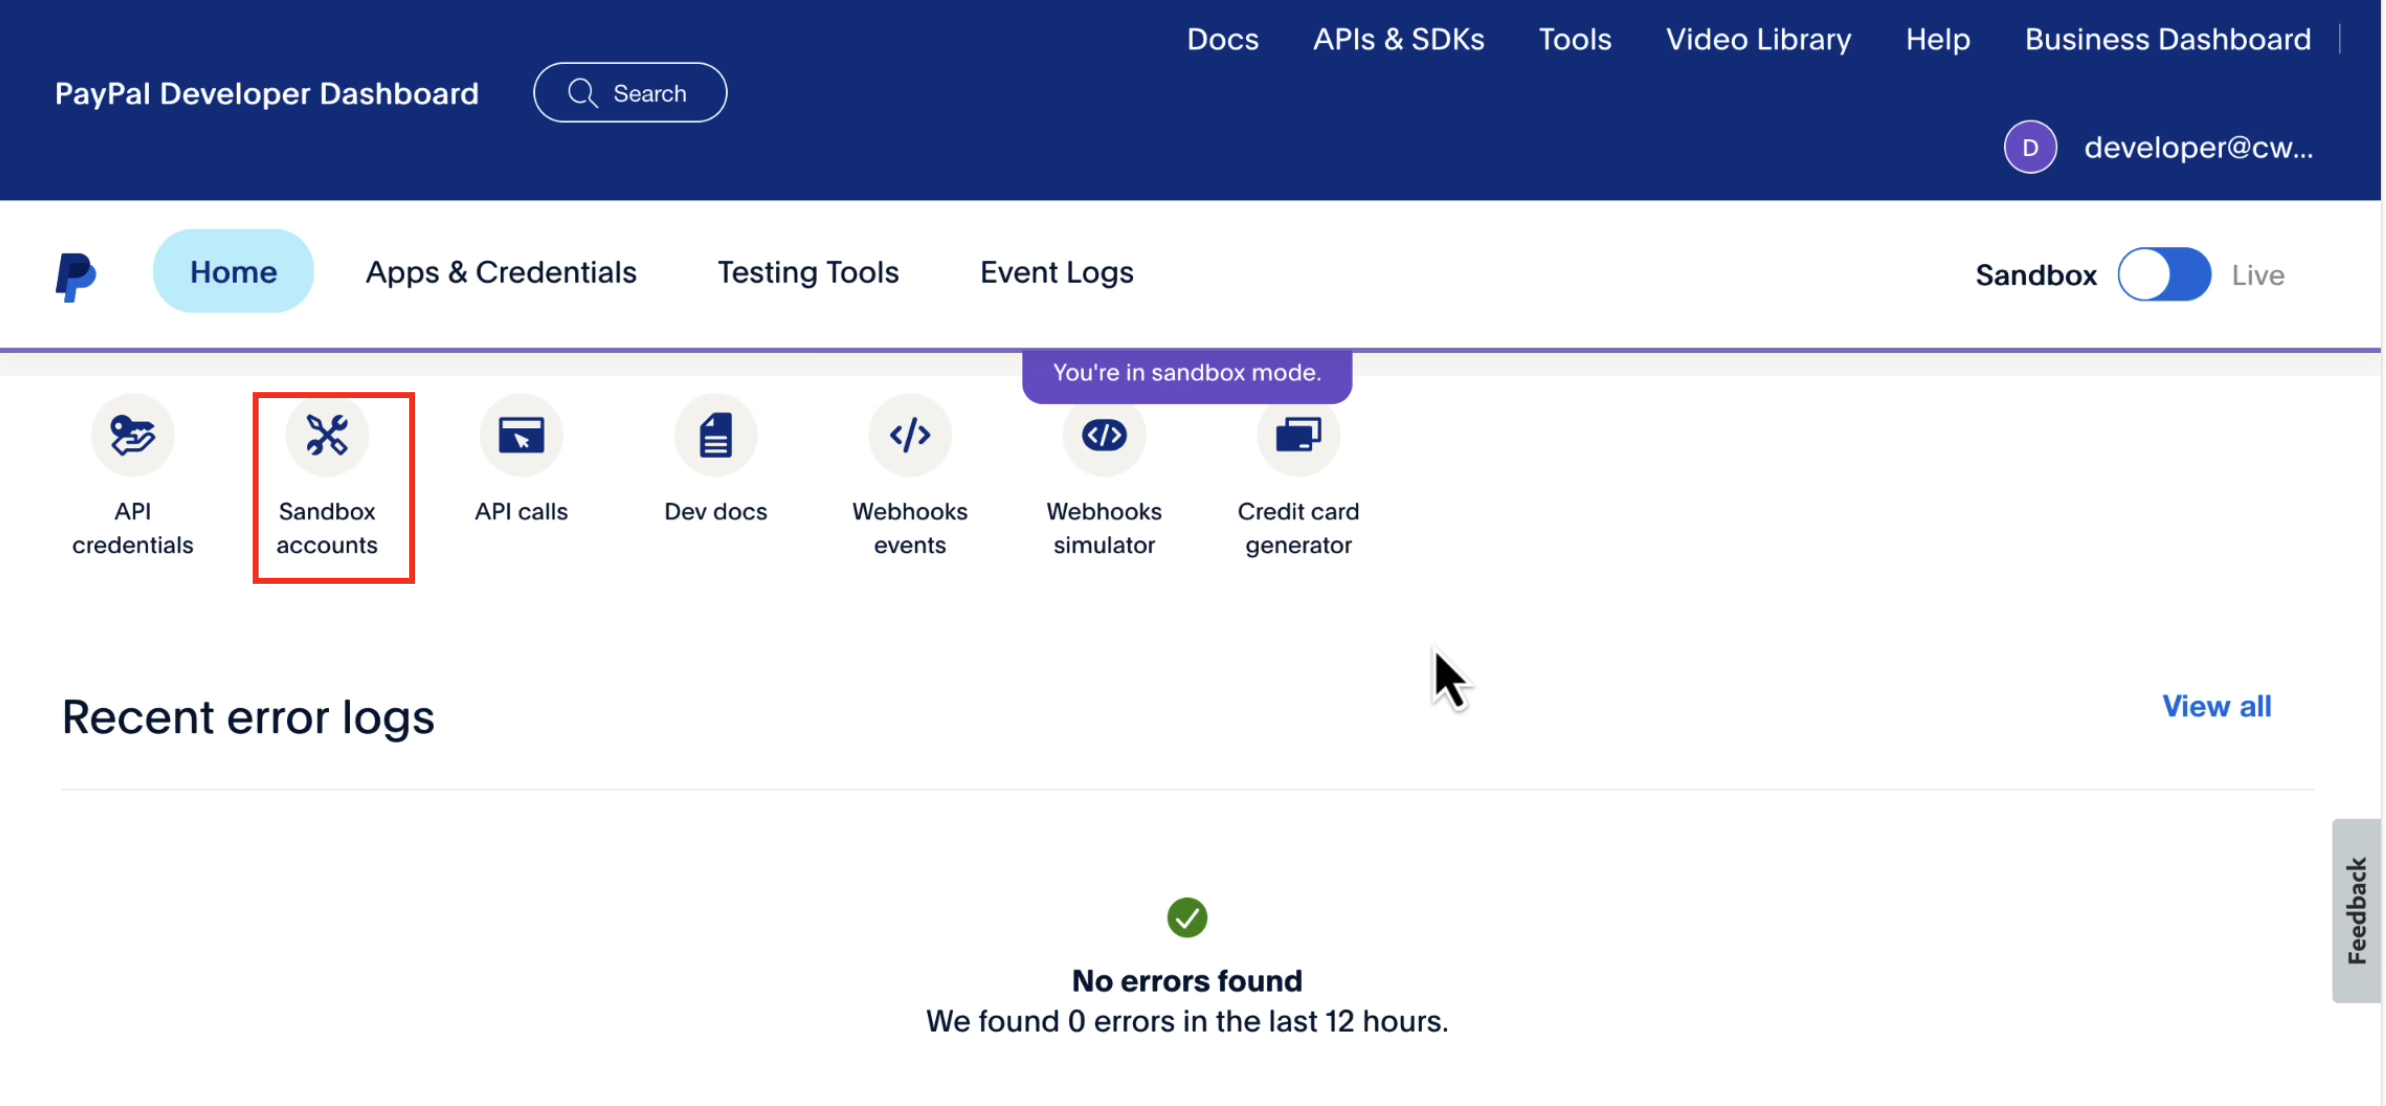 Docs APIs & SDKs Tools Video Library Help Business Dashboard
PayPal Developer Dashboard Search
D developer@cw...
Home Apps & Credentials Testing Tools Event Logs Sandbox Live
You're in sandbox mode.
API credentials
Sandbox accounts
API calls
Dev docs
Webhooks events
Webhooks simulator
Credit card generator
Recent error logs View all
Feedback
No errors found
We found 0 errors in the last 12 hours.